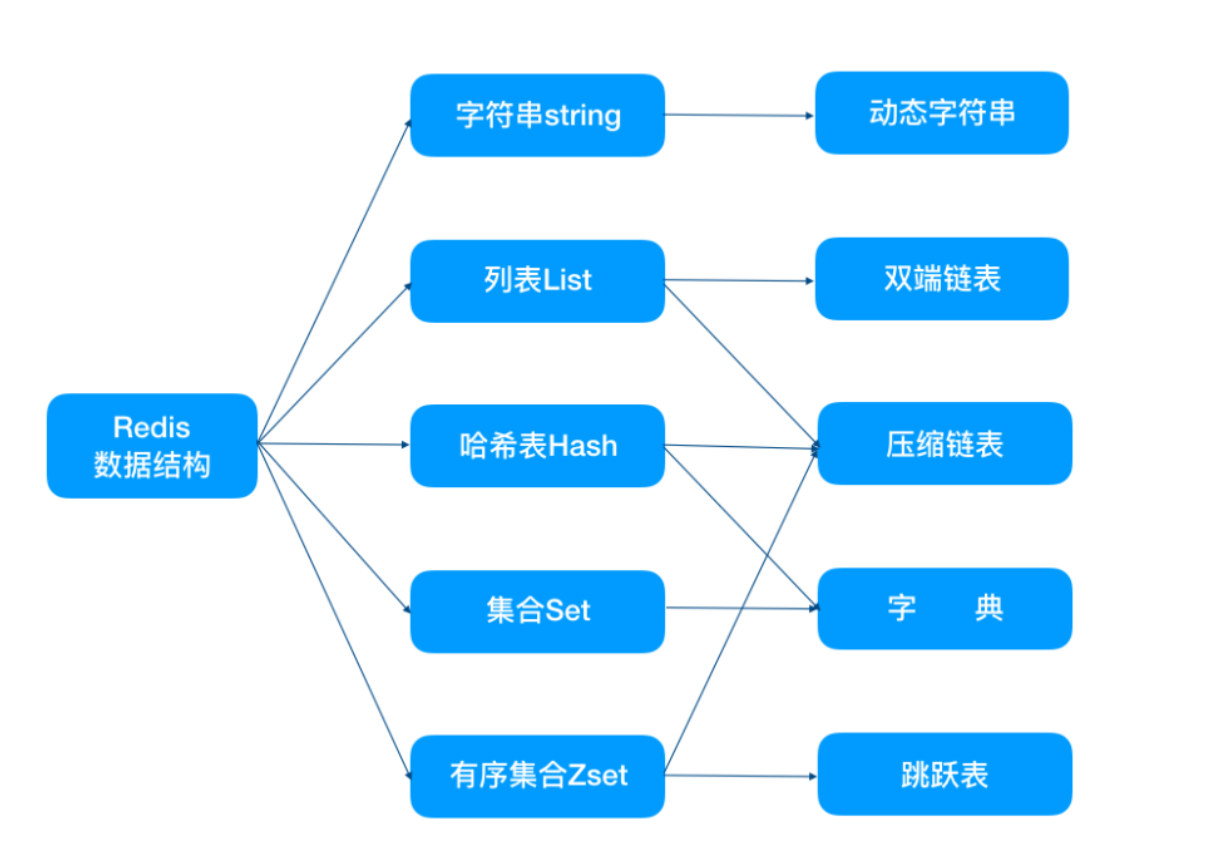 Redis
数据结构
字符串string
动态字符串
列表List
双端链表
哈希表Hash
压缩链表
集合Set
字 典
有序集合Zset
跳跃表